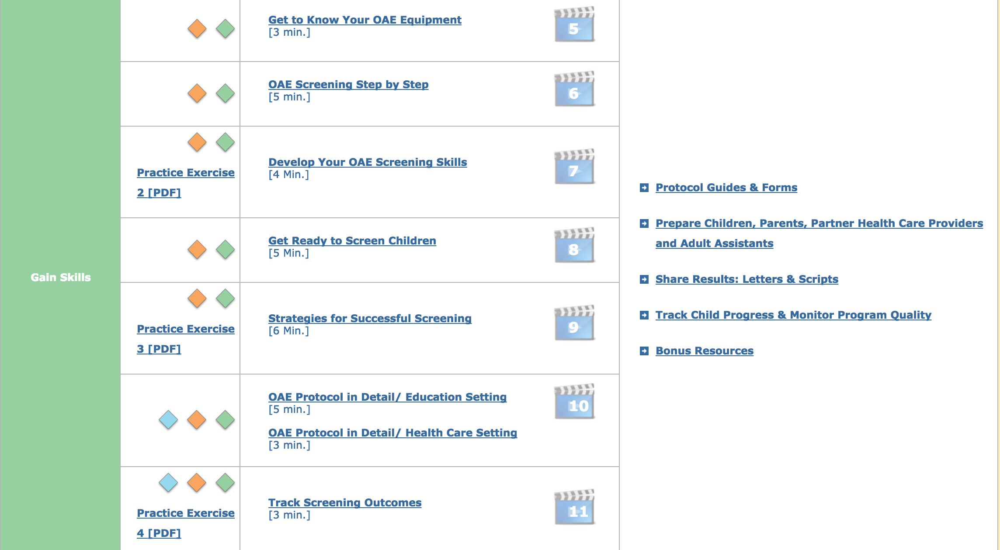 Gain Skills
Get to Know Your OAE Equipment
[3 min.]
5
OAE Screening Step by Step
[5 min.]
6
Practice Exercise
2 [PDF]
Develop Your OAE Screening Skills
[4 Min.]
7
Get Ready to Screen Children
[5 Min.]
8
Practice Exercise
3 [PDF]
Strategies for Successful Screening
[6 Min.]
9
OAE Protocol in Detail/ Education Setting
[5 min.]
10
OAE Protocol in Detail/ Health Care Setting
[3 min.]
Practice Exercise
4 [PDF]
Track Screening Outcomes
[3 min.]
11
Protocol Guides & Forms
Prepare Children, Parents, Partner Health Care Providers
and Adult Assistants
Share Results: Letters & Scripts
Track Child Progress & Monitor Program Quality
Bonus Resources